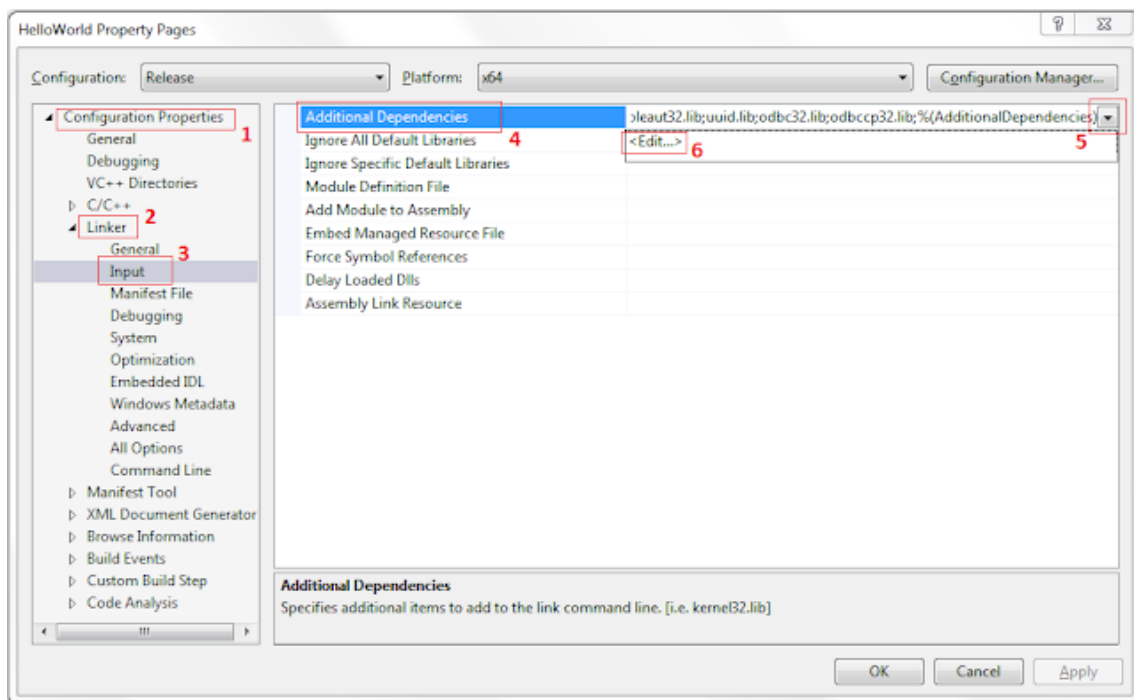 HelloWorld Property Pages
Configuration: Release Platform: x64 Configuration Manager...
Configuration Properties 1
General
Debugging
VC++ Directories
C/C++
Linker 2
General
Input 3
Manifest File
Debugging
System
Optimization
Embedded IDL
Windows Metadata
Advanced
All Options
Command Line
Manifest Tool
XML Document Generator
Browse Information
Build Events
Custom Build Step
Code Analysis
Additional Dependencies 4 oleaut32.lib;uuid.lib;odbc32.lib;odbccp32.lib;%(AdditionalDependencies) 5
Ignore All Default Libraries <Edit...> 6
Ignore Specific Default Libraries
Module Definition File
Add Module to Assembly
Embed Managed Resource File
Force Symbol References
Delay Loaded Dlls
Assembly Link Resource
Additional Dependencies
Specifies additional items to add to the link command line. [i.e. kernel32.lib]
OK Cancel Apply